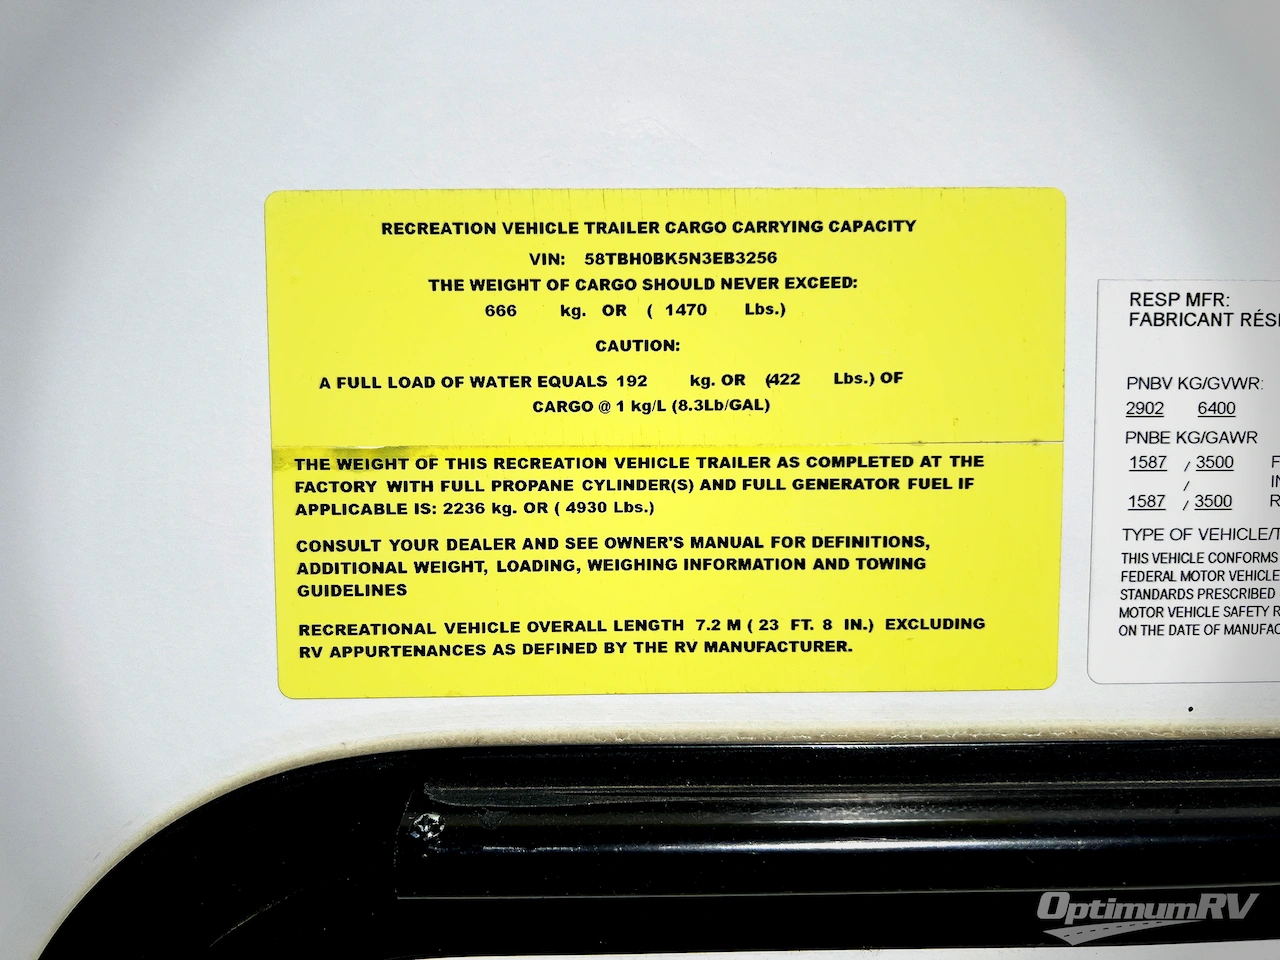 RECREATION VEHICLE TRAILER CARGO CARRYING CAPACITY
VIN: 58TBH0BK5N3EB3256
THE WEIGHT OF CARGO SHOULD NEVER EXCEED:
666 kg. OR ( 1470 Lbs.)
CAUTION:
A FULL LOAD OF WATER EQUALS 192 kg. OR (422 Lbs.) OF
CARGO @ 1 kg/L (8.3Lb/GAL)
THE WEIGHT OF THIS RECREATION VEHICLE TRAILER AS COMPLETED AT THE
FACTORY WITH FULL PROPANE CYLINDER(S) AND FULL GENERATOR FUEL IF
APPLICABLE IS: 2236 kg. OR ( 4930 Lbs.)
CONSULT YOUR DEALER AND SEE OWNER'S MANUAL FOR DEFINITIONS,
ADDITIONAL WEIGHT, LOADING, WEIGHING INFORMATION AND TOWING
GUIDELINES
RECREATIONAL VEHICLE OVERALL LENGTH 7.2 M ( 23 FT. 8 IN.) EXCLUDING
RV APPURTENANCES AS DEFINED BY THE RV MANUFACTURER.
RESP MFR:
FABRICANT
PNBV KG/GVWR:
2902 6400
PNBE KG/GAWR
1587 / 3500
/
1587 / 3500
TYPE OF VEHICLE/
THIS VEHICLE CONFORMS
FEDERAL MOTOR VEHICLE
STANDARDS PRESCRIBED
MOTOR VEHICLE SAFETY
ON THE DATE OF
OptimumRV